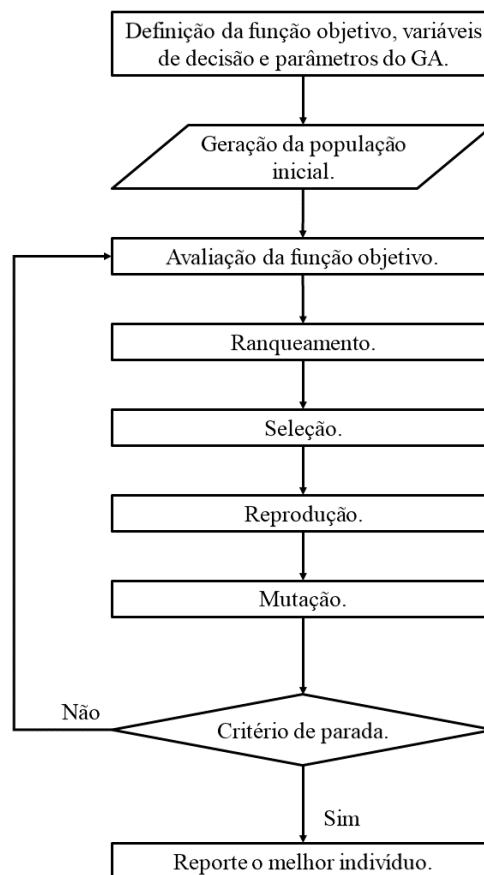 Definição da função objetivo, variáveis
de decisão e parâmetros do GA.
Geração da população
inicial.
Avaliação da função objetivo.
Ranqueamento.
Seleção.
Reprodução.
Mutação.
Não
Critério de parada.
Sim
Reporte o melhor indivíduo.